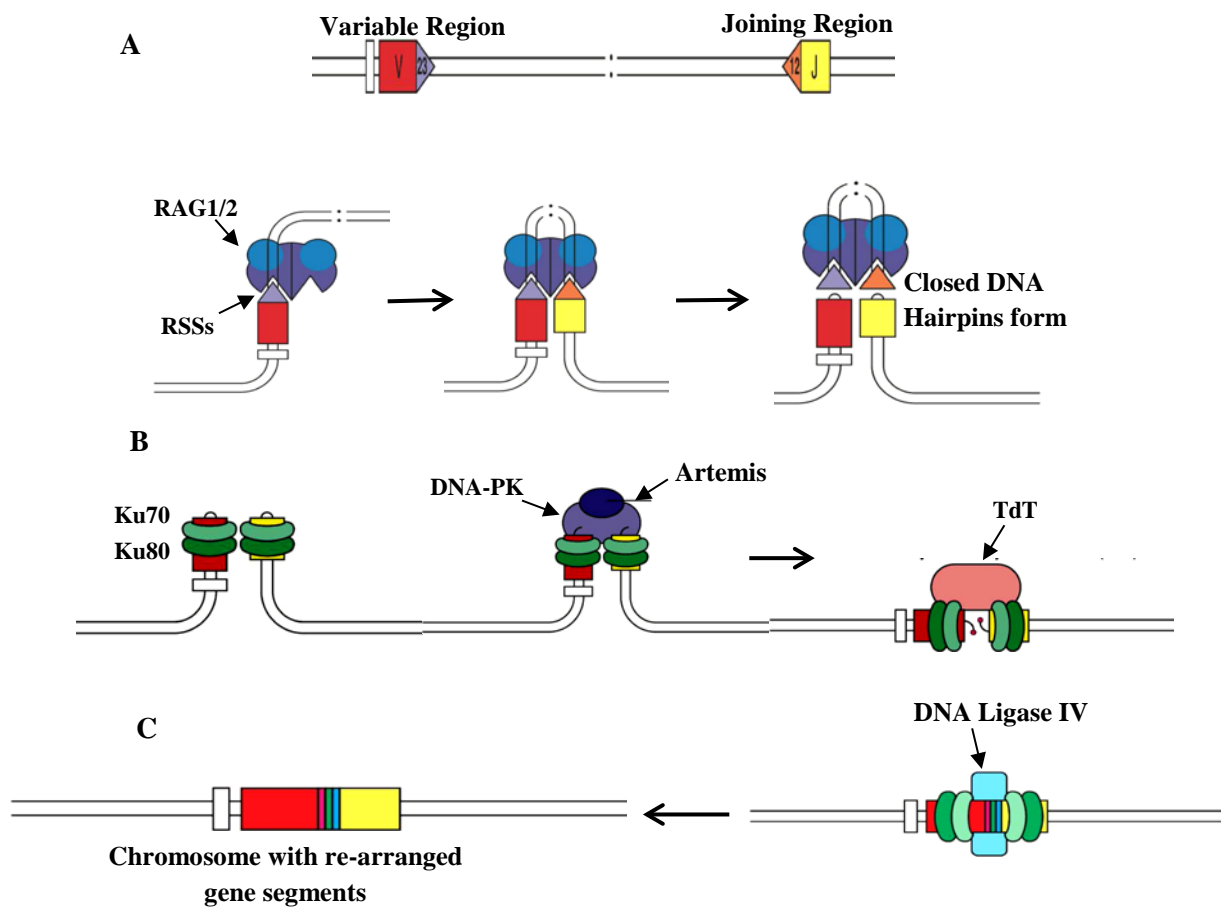 A
Variable Region
Joining Region
V
23
12
J
RAG1/2
RSSs
Closed DNA
Hairpins form
B
Ku70
Ku80
DNA-PK
Artemis
TdT
C
DNA Ligase IV
Chromosome with re-arranged
gene segments